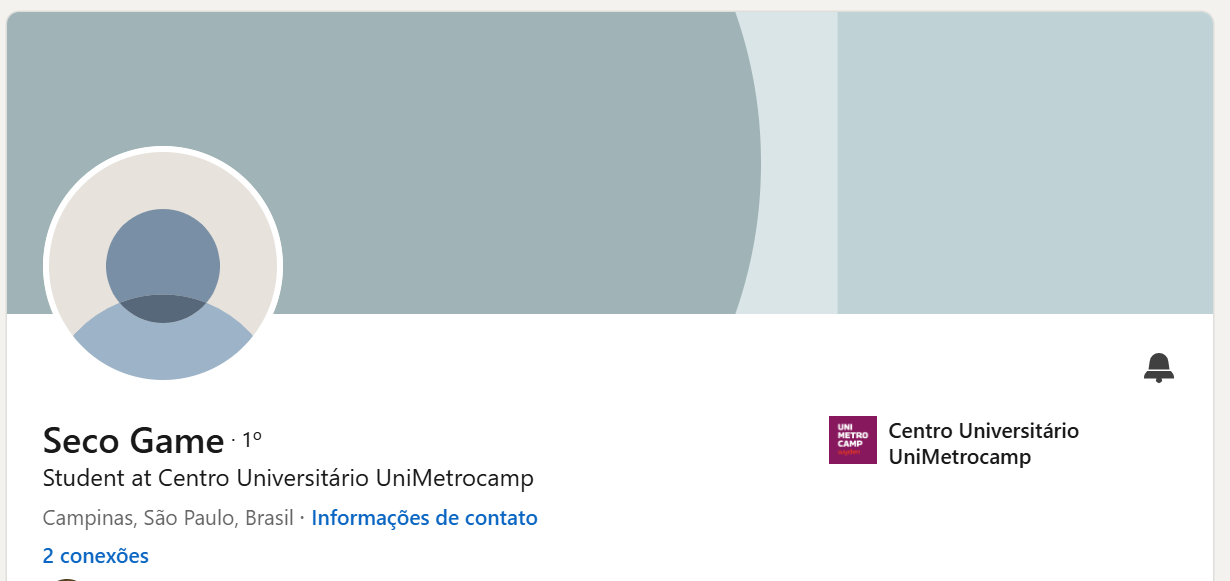 Seco Game · 1º
Student at Centro Universitário UniMetrocamp
Campinas, São Paulo, Brasil · Informações de contato
2 conexões
UNI
METRO
CAMP
Centro Universitário
UniMetrocamp